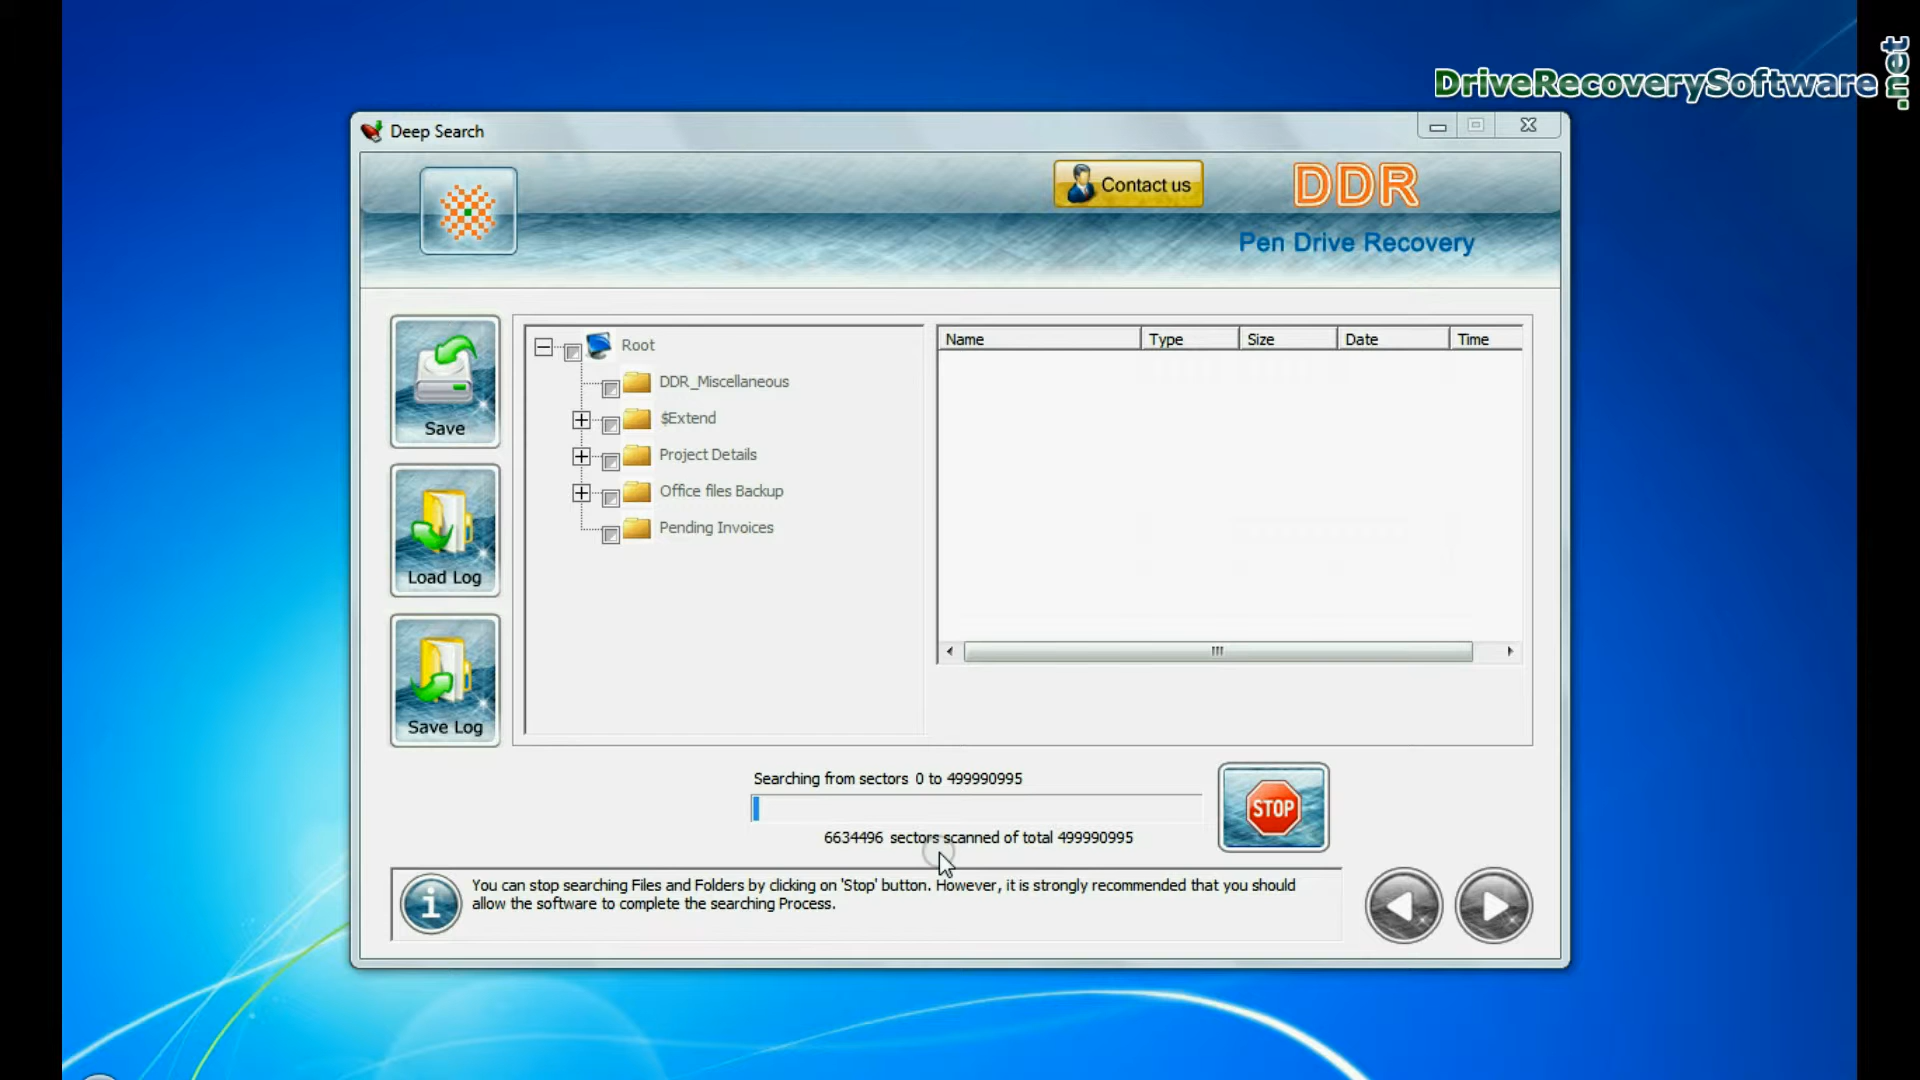 DriveRecoverySoftware.net
Deep Search
Contact us
DDR
Pen Drive Recovery
Save
Load Log
Save Log
Root
DDR_Miscellaneous
$Extend
Project Details
Office files Backup
Pending Invoices
Name Type Size Date Time
Searching from sectors 0 to 499990995
6634496 sectors scanned of total 499990995
STOP
You can stop searching Files and Folders by clicking on 'Stop' button. However, it is strongly recommended that you should
allow the software to complete the searching Process.